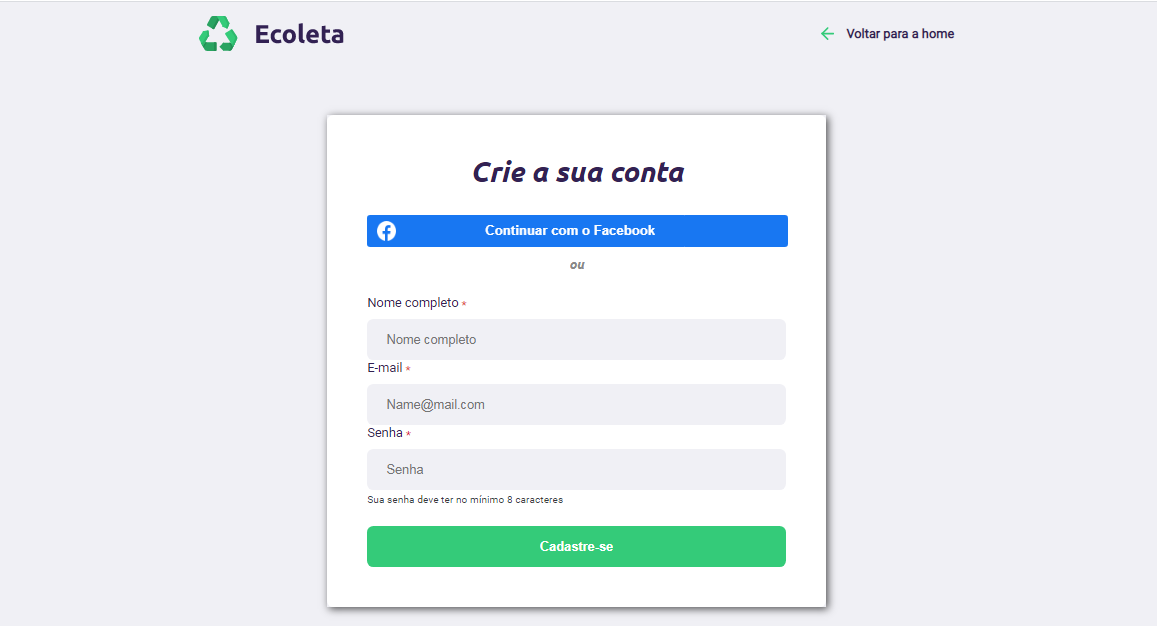 Ecoleta
Voltar para a home
Crie a sua conta
Continuar com o Facebook
ou
Nome completo *
Nome completo
E-mail *
Name@mail.com
Senha *
Senha
Sua senha deve ter no mínimo 8 caracteres
Cadastre-se